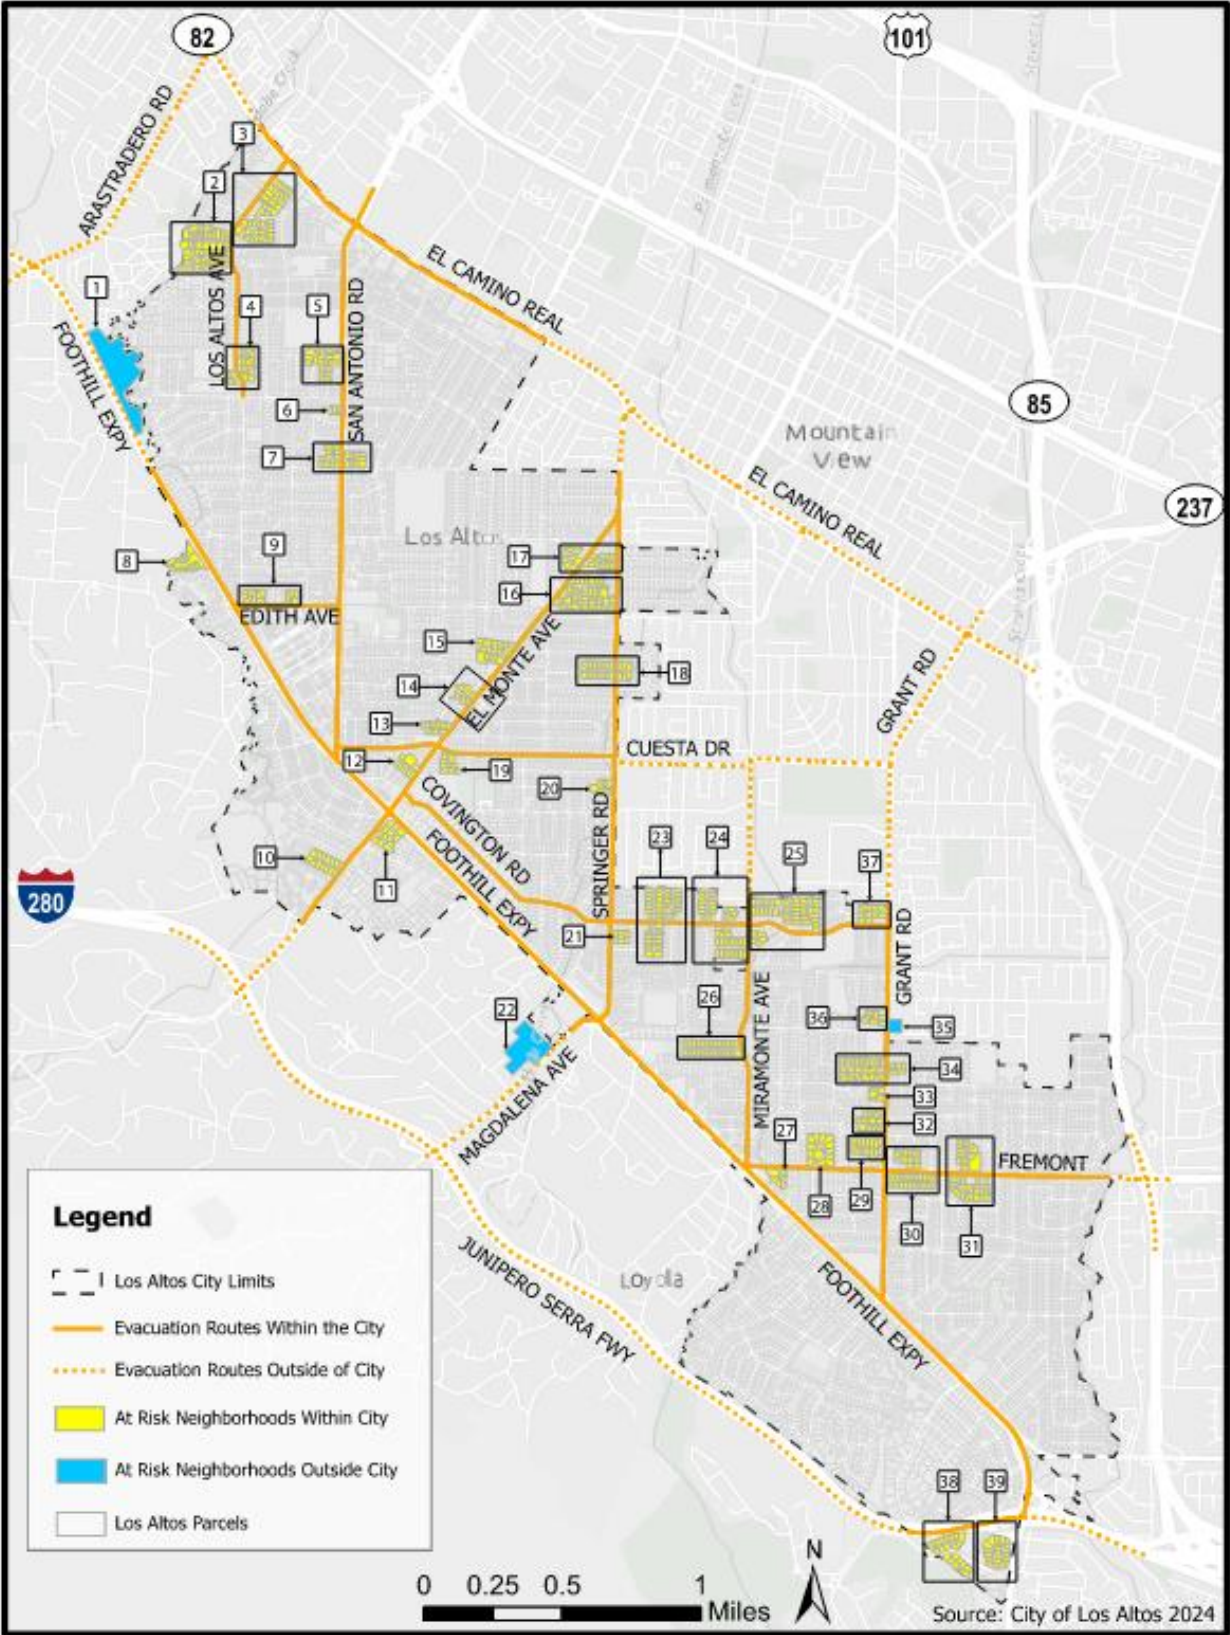 82
101
ARASTRADERO RD
3
2
LOS ALTOS AVE
EL CAMINO REAL
1
4
5
SAN ANTONIO RD
FOOTHILL EXPY
6
7
85
Mountain
View
EL CAMINO REAL
237
Los Altos
8
9
17
16
EDITH AVE
15
EL MONTE AVE
14
18
GRANT RD
13
CUESTA DR
12
19
20
COVINGTON RD
SPRINGER RD
FOOTHILL EXPY
23
24
25
37
10
11
280
21
GRANT RD
22
26
MIRAMONTE AVE
36
35
34
MAGDALENA AVE
33
32
27
FREMONT
28
29
30
31
JUNIPERO SERRA FWY
Loyola
FOOTHILL EXPY
38
39
Legend
Los Altos City Limits
Evacuation Routes Within the City
Evacuation Routes Outside of City
At Risk Neighborhoods Within City
At Risk Neighborhoods Outside City
Los Altos Parcels
0 0.25 0.5 1
Miles
N
Source: City of Los Altos 2024